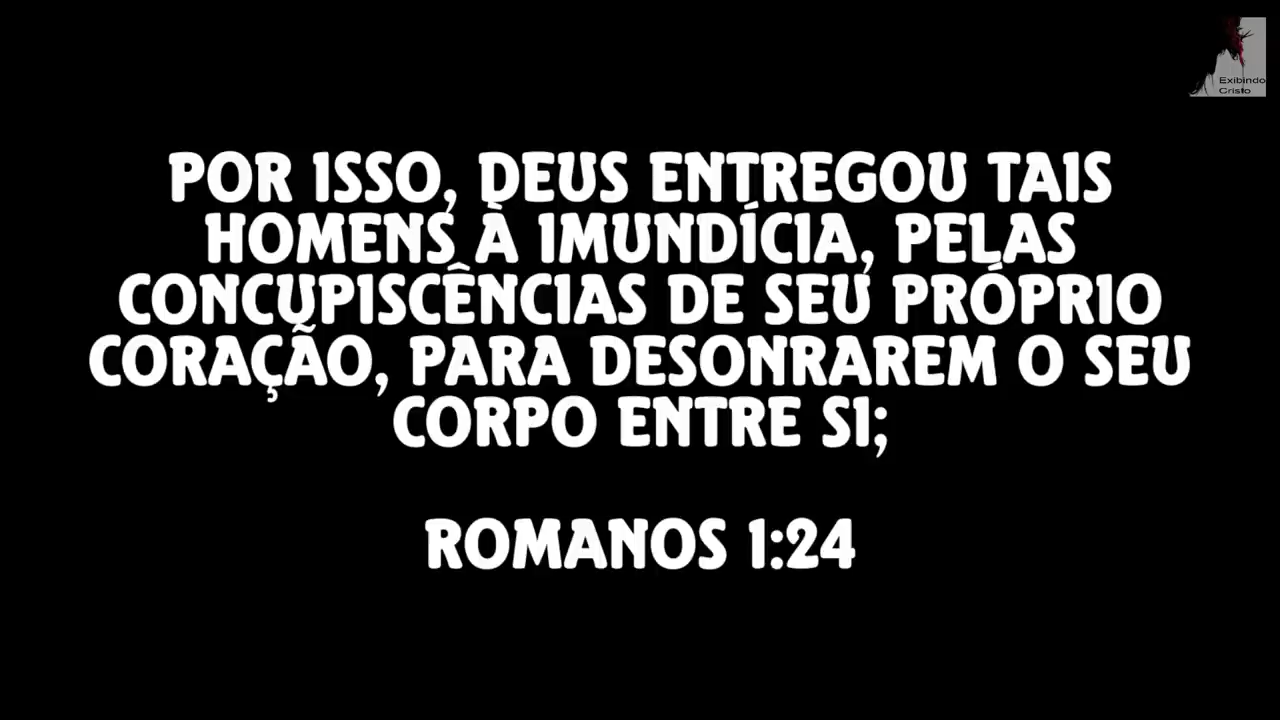 Exibindo
Cristo
POR ISSO, DEUS ENTREGOU TAIS
HOMENS À IMUNDÍCIA, PELAS
CONCUPISCÊNCIAS DE SEU PRÓPRIO
CORAÇÃO, PARA DESONRAREM O SEU
CORPO ENTRE SI;
ROMANOS 1:24